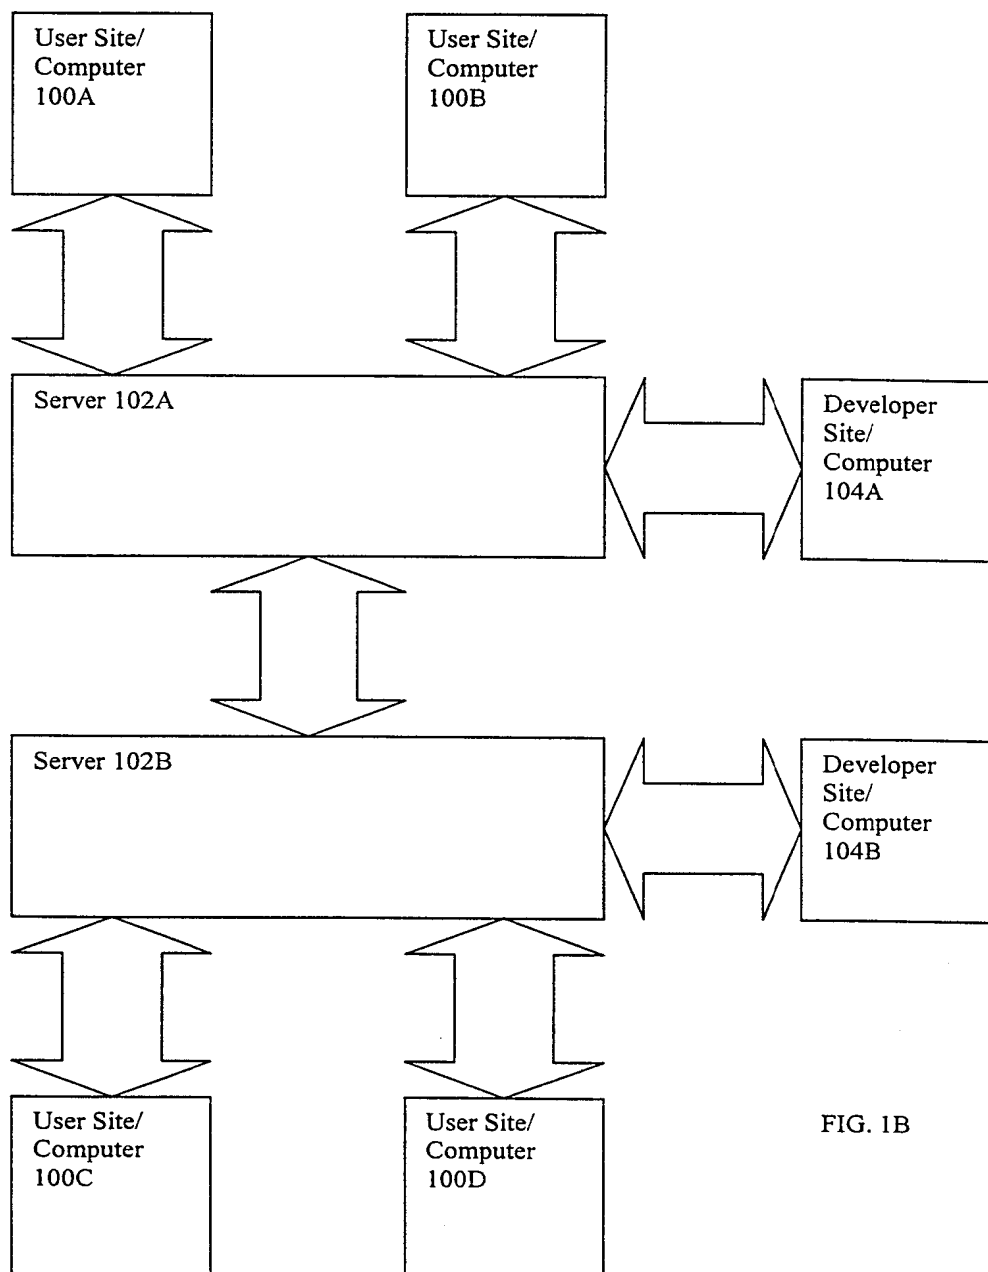 User Site/
Computer
100A
User Site/
Computer
100B
Server 102A
Developer
Site/
Computer
104A
Server 102B
Developer
Site/
Computer
104B
User Site/
Computer
100C
User Site/
Computer
100D
FIG. 1B